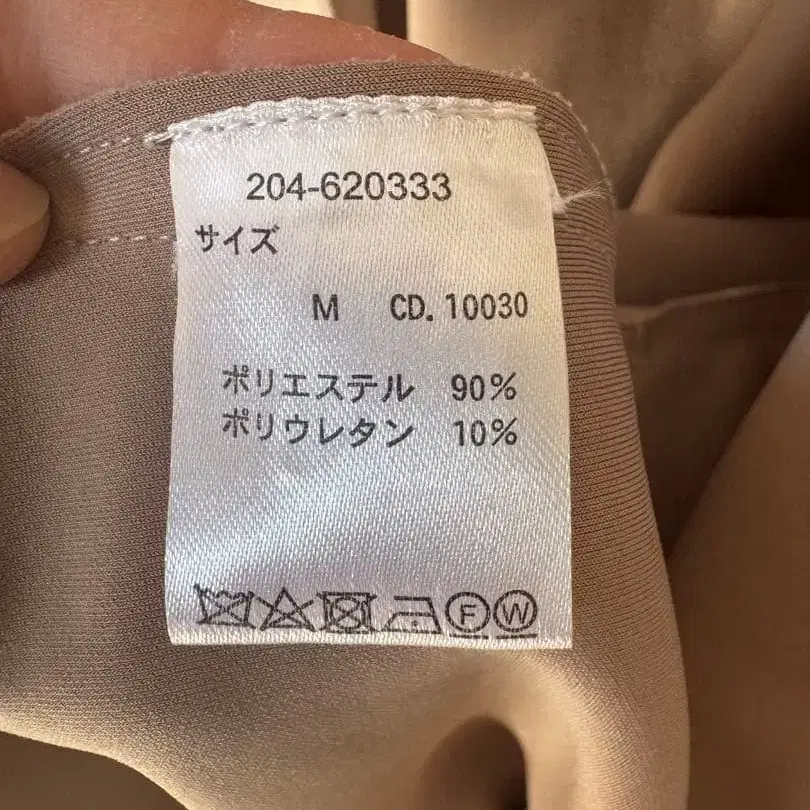 204-620333
サイズ
M CD. 10030
ポリエステル 90%
ポリウレタン 10%
F W